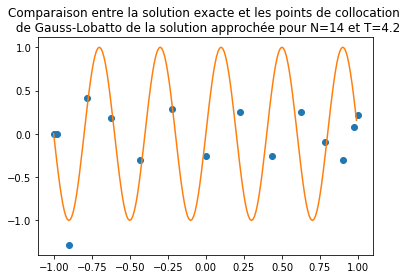 Comparaison entre la solution exacte et les points de collocation
de Gauss-Lobatto de la solution approchée pour N=14 et T=4.2
1.0
0.5
0.0
−0.5
−1.0
−1.00 −0.75 −0.50 −0.25 0.00 0.25 0.50 0.75 1.00